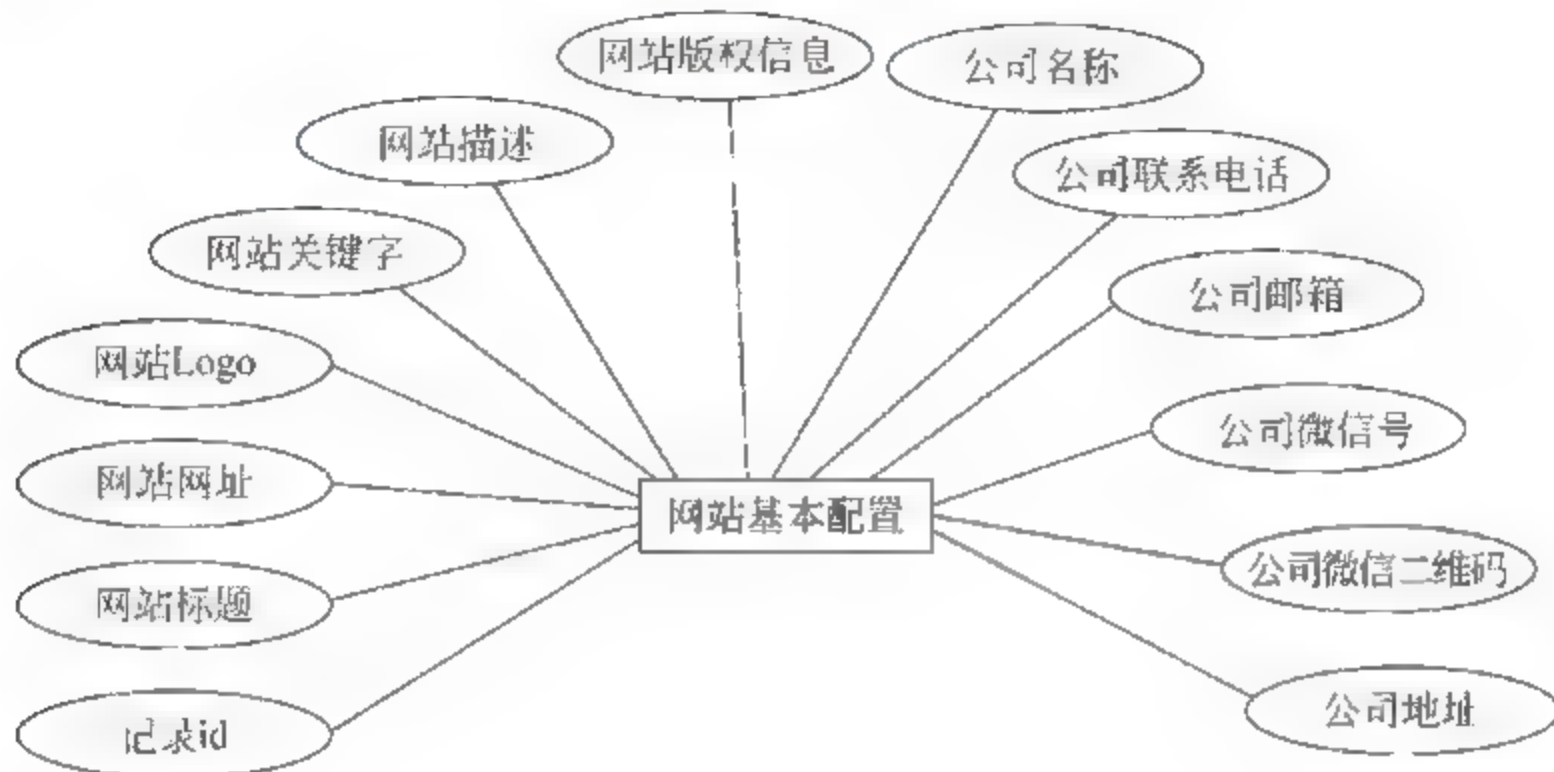 网站版权信息
公司名称
网站描述
公司联系电话
网站关键字
公司邮箱
网站Logo
公司微信号
网站网址
网站基本配置
公司微信二维码
网站标题
公司地址
记录id